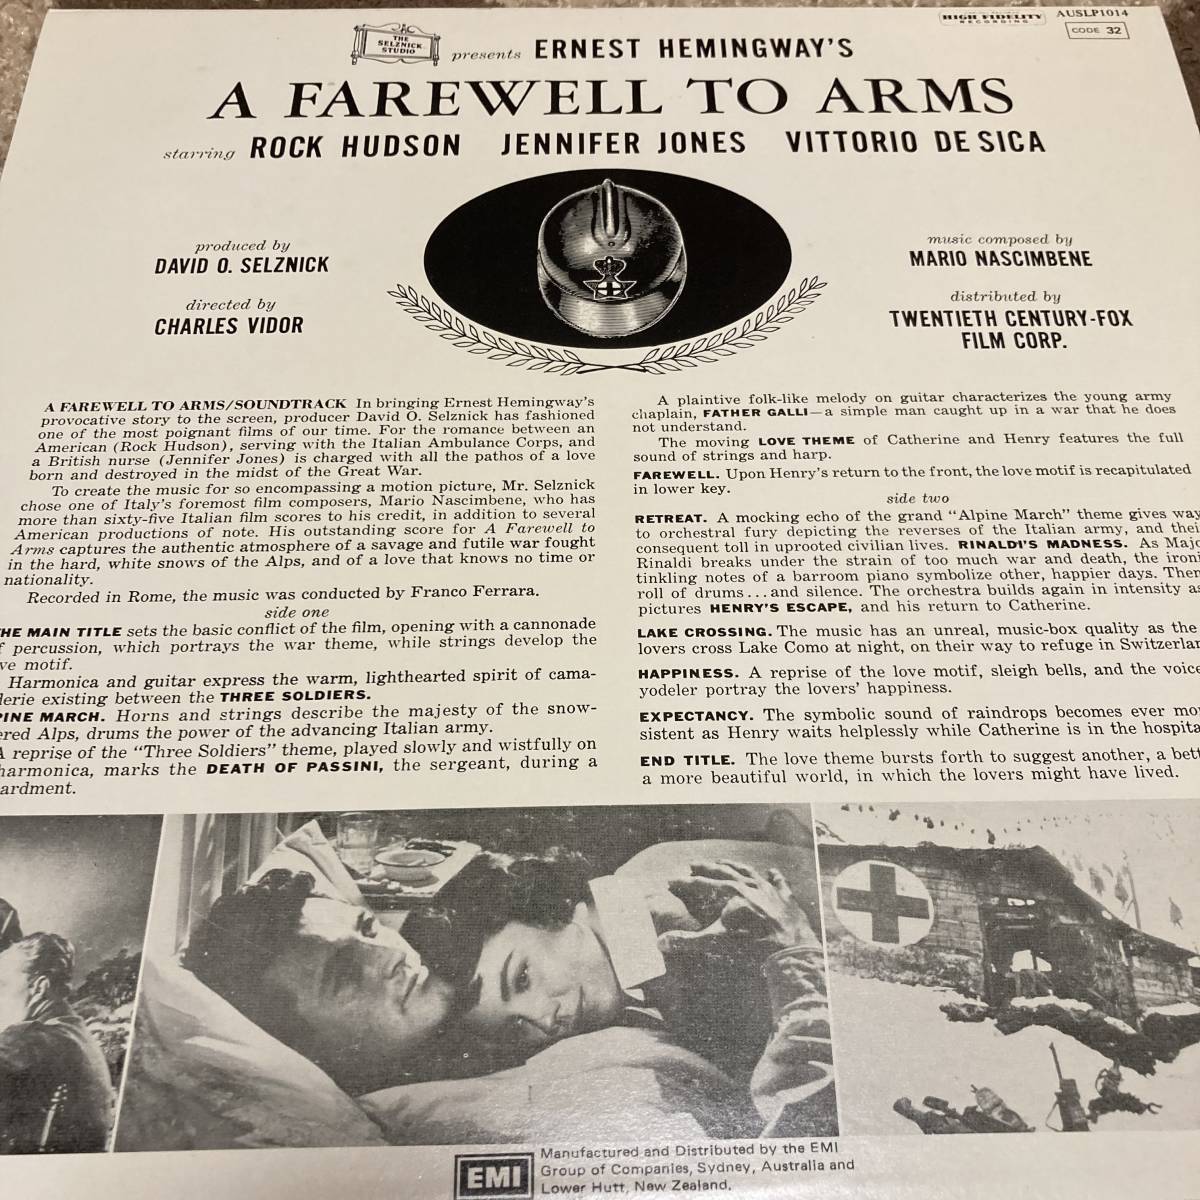 HIGH FIDELITY
RECORDING
AUSLP1014
CODE 32
THE
SELZNICK
STUDIO
presents ERNEST HEMINGWAY'S
A FAREWELL TO ARMS
starring ROCK HUDSON JENNIFER JONES VITTORIO DE SICA
produced by
DAVID O. SELZNICK
directed by
CHARLES VIDOR
music composed by
MARIO NASCIMBENE
distributed by
TWENTIETH CENTURY-FOX
FILM CORP.
A FAREWELL TO ARMS/SOUNDTRACK In bringing Ernest Hemingway's
provocative story to the screen, producer David O. Selznick has fashioned
one of the most poignant films of our time. For the romance between an
American (Rock Hudson), serving with the Italian Ambulance Corps, and
a British nurse (Jennifer Jones) is charged with all the pathos of a love
born and destroyed in the midst of the Great War.
To create the music for so encompassing a motion picture, Mr. Selznick
chose one of Italy's foremost film composers, Mario Nascimbene, who has
more than sixty-five Italian film scores to his credit, in addition to several
American productions of note. His outstanding score for A Farewell to
Arms captures the authentic atmosphere of a savage and futile war fought
in the hard, white snows of the Alps, and of a love that knows no time or
nationality.
Recorded in Rome, the music was conducted by Franco Ferrara.
side one
THE MAIN TITLE sets the basic conflict of the film, opening with a cannonade
f percussion, which portrays the war theme, while strings develop the
ve motif.
Harmonica and guitar express the warm, lighthearted spirit of cama-
derie existing between the THREE SOLDIERS.
PINE MARCH. Horns and strings describe the majesty of the snow-
ered Alps, drums the power of the advancing Italian army.
A reprise of the "Three Soldiers" theme, played slowly and wistfully on
harmonica, marks the DEATH OF PASSINI, the sergeant, during a
ardment.
A plaintive folk-like melody on guitar characterizes the young army
chaplain, FATHER GALLI—a simple man caught up in a war that he does
not understand.
The moving LOVE THEME of Catherine and Henry features the full
sound of strings and harp.
FAREWELL. Upon Henry's return to the front, the love motif is recapitulated
in lower key.
side two
RETREAT. A mocking echo of the grand "Alpine March" theme gives way
to orchestral fury depicting the reverses of the Italian army, and thei
consequent toll in uprooted civilian lives. RINALDI'S MADNESS. As Majo
Rinaldi breaks under the strain of too much war and death, the ironi
tinkling notes of a barroom piano symbolize other, happier days. Then
roll of drums...and silence. The orchestra builds again in intensity as
pictures HENRY'S ESCAPE, and his return to Catherine.
LAKE CROSSING. The music has an unreal, music-box quality as the
lovers cross Lake Como at night, on their way to refuge in Switzerlan
HAPPINESS. A reprise of the love motif, sleigh bells, and the voice
yodeler portray the lovers' happiness.
EXPECTANCY. The symbolic sound of raindrops becomes ever mo
sistent as Henry waits helplessly while Catherine is in the hospita
END TITLE. The love theme bursts forth to suggest another, a bett
a more beautiful world, in which the lovers might have lived.
EMI
Manufactured and Distributed by the EMI
Group of Companies, Sydney, Australia and
Lower Hutt, New Zealand.